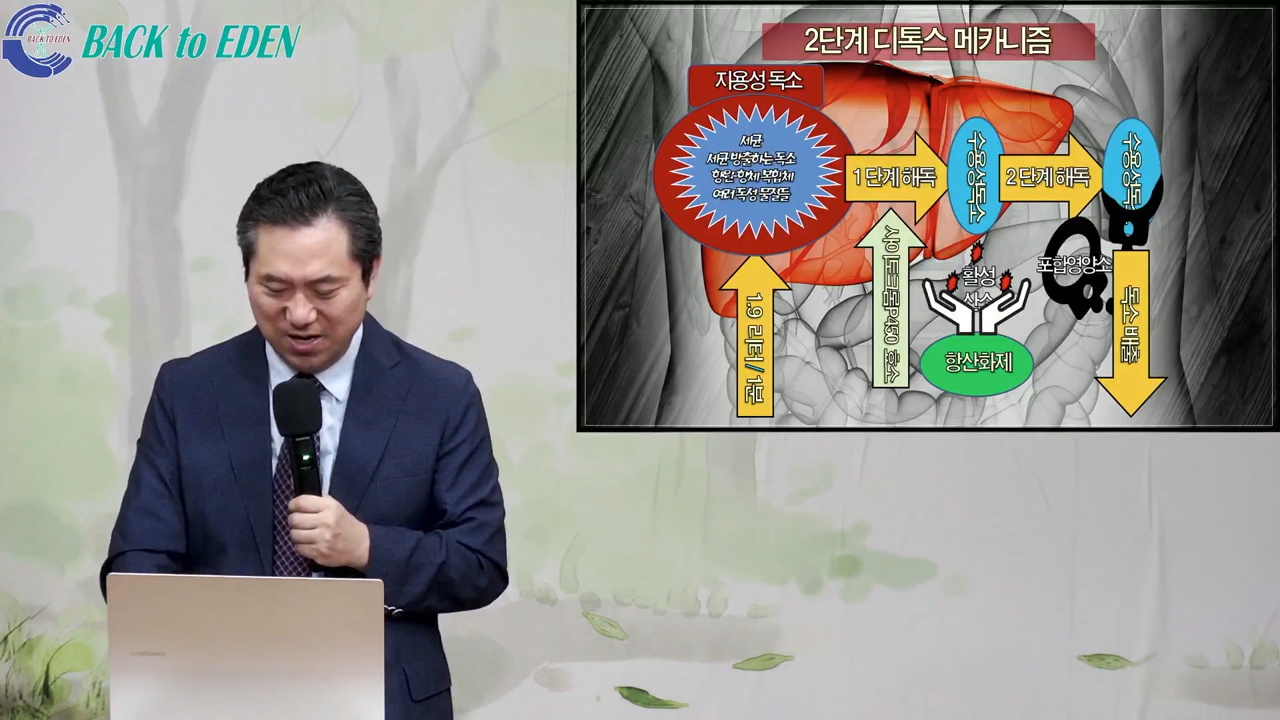 BACK TO EDEN
BACK to EDEN
2단계 디톡스 메카니즘
지용성 독소
세균
세균 방출하는 독소
항원·항체 복합체
여러 독성 물질들
1단계 해독
수용성독소
2단계 해독
수용성독
사이토크롬P450 효소
활성
산소
포합영양소
1.9 리터/1분
항산화제
독소배출